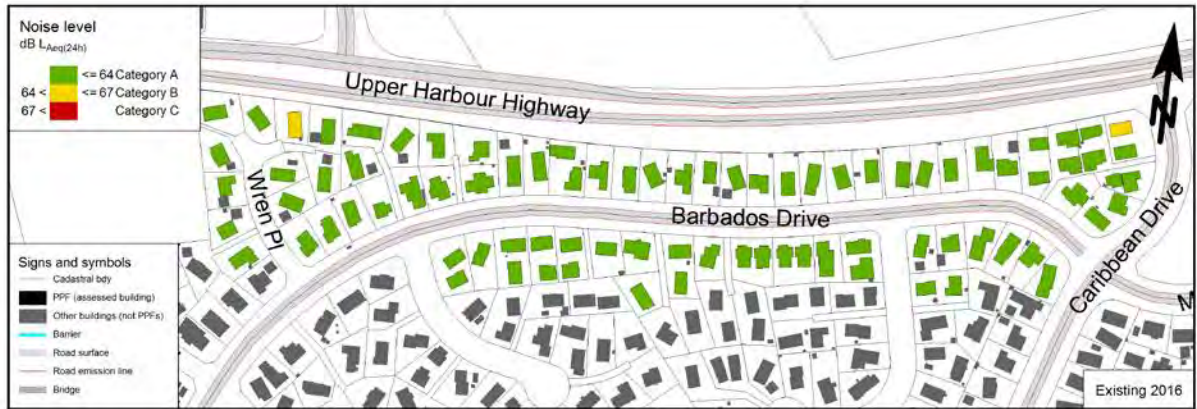 Noise level
dB LAeq(24h)
<= 64 Category A
64 < <= 67 Category B
67 < Category C
Upper Harbour Highway
N
Wren Pl
Barbados Drive
Caribbean Drive
M
Signs and symbols
Cadastral bdy
PPF (assessed building)
Other buildings (not PPFs)
Barrier
Road surface
Road emission line
Bridge
Existing 2016